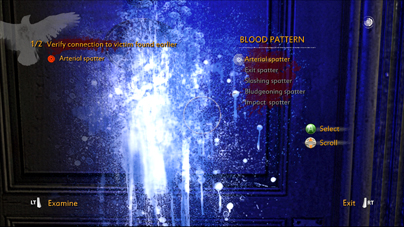 1/2 Verify connection to victim found earlier
Arterial spatter
BLOOD PATTERN
Arterial spatter
Exit spatter
Slashing spatter
Bludgeoning spatter
Impact spatter
A Select
Scroll
LT Examine
Exit RT